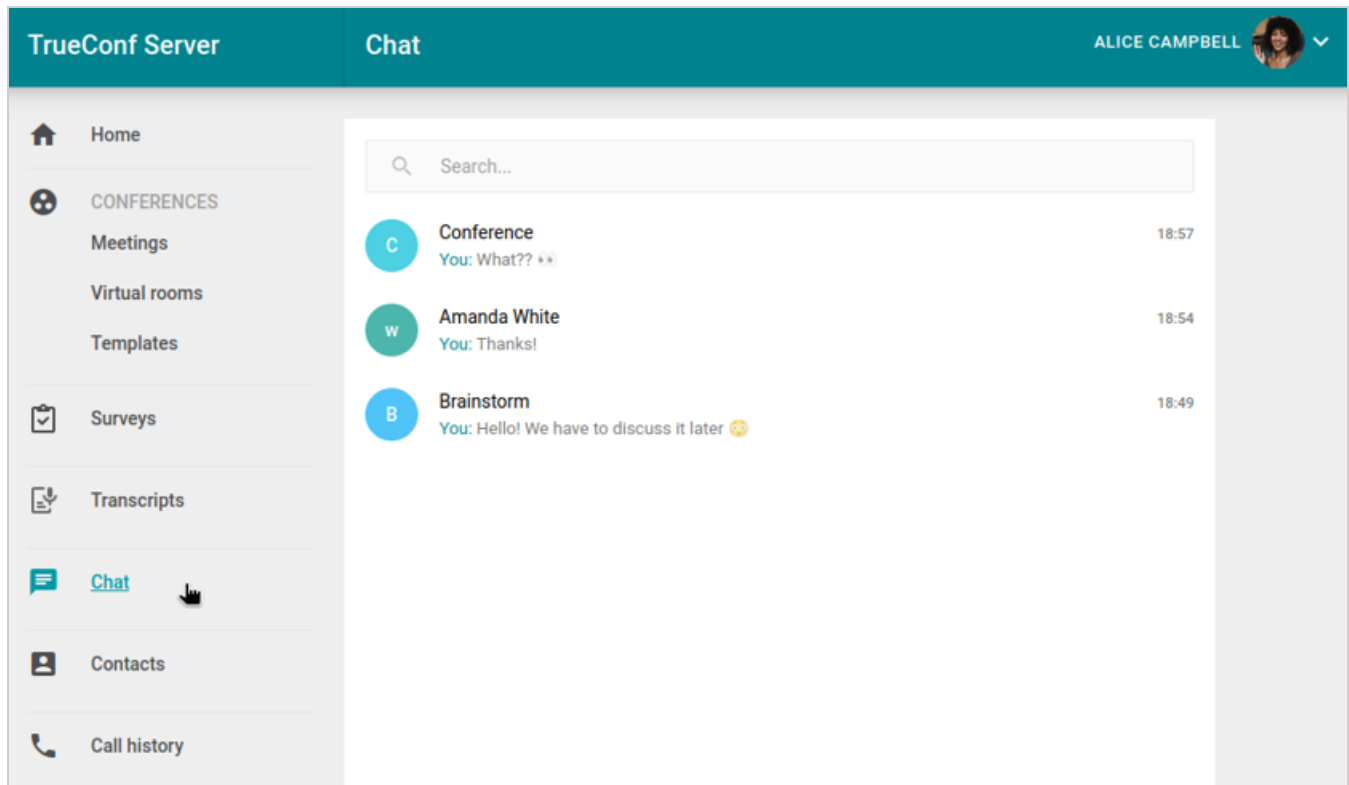 TrueConf Server
Chat
ALICE CAMPBELL
Home
CONFERENCES
Meetings
Virtual rooms
Templates
Surveys
Transcripts
Chat
Contacts
Call history
Search...
C
Conference
18:57
You: What?? 👀
W
Amanda White
18:54
You: Thanks!
B
Brainstorm
18:49
You: Hello! We have to discuss it later 😳